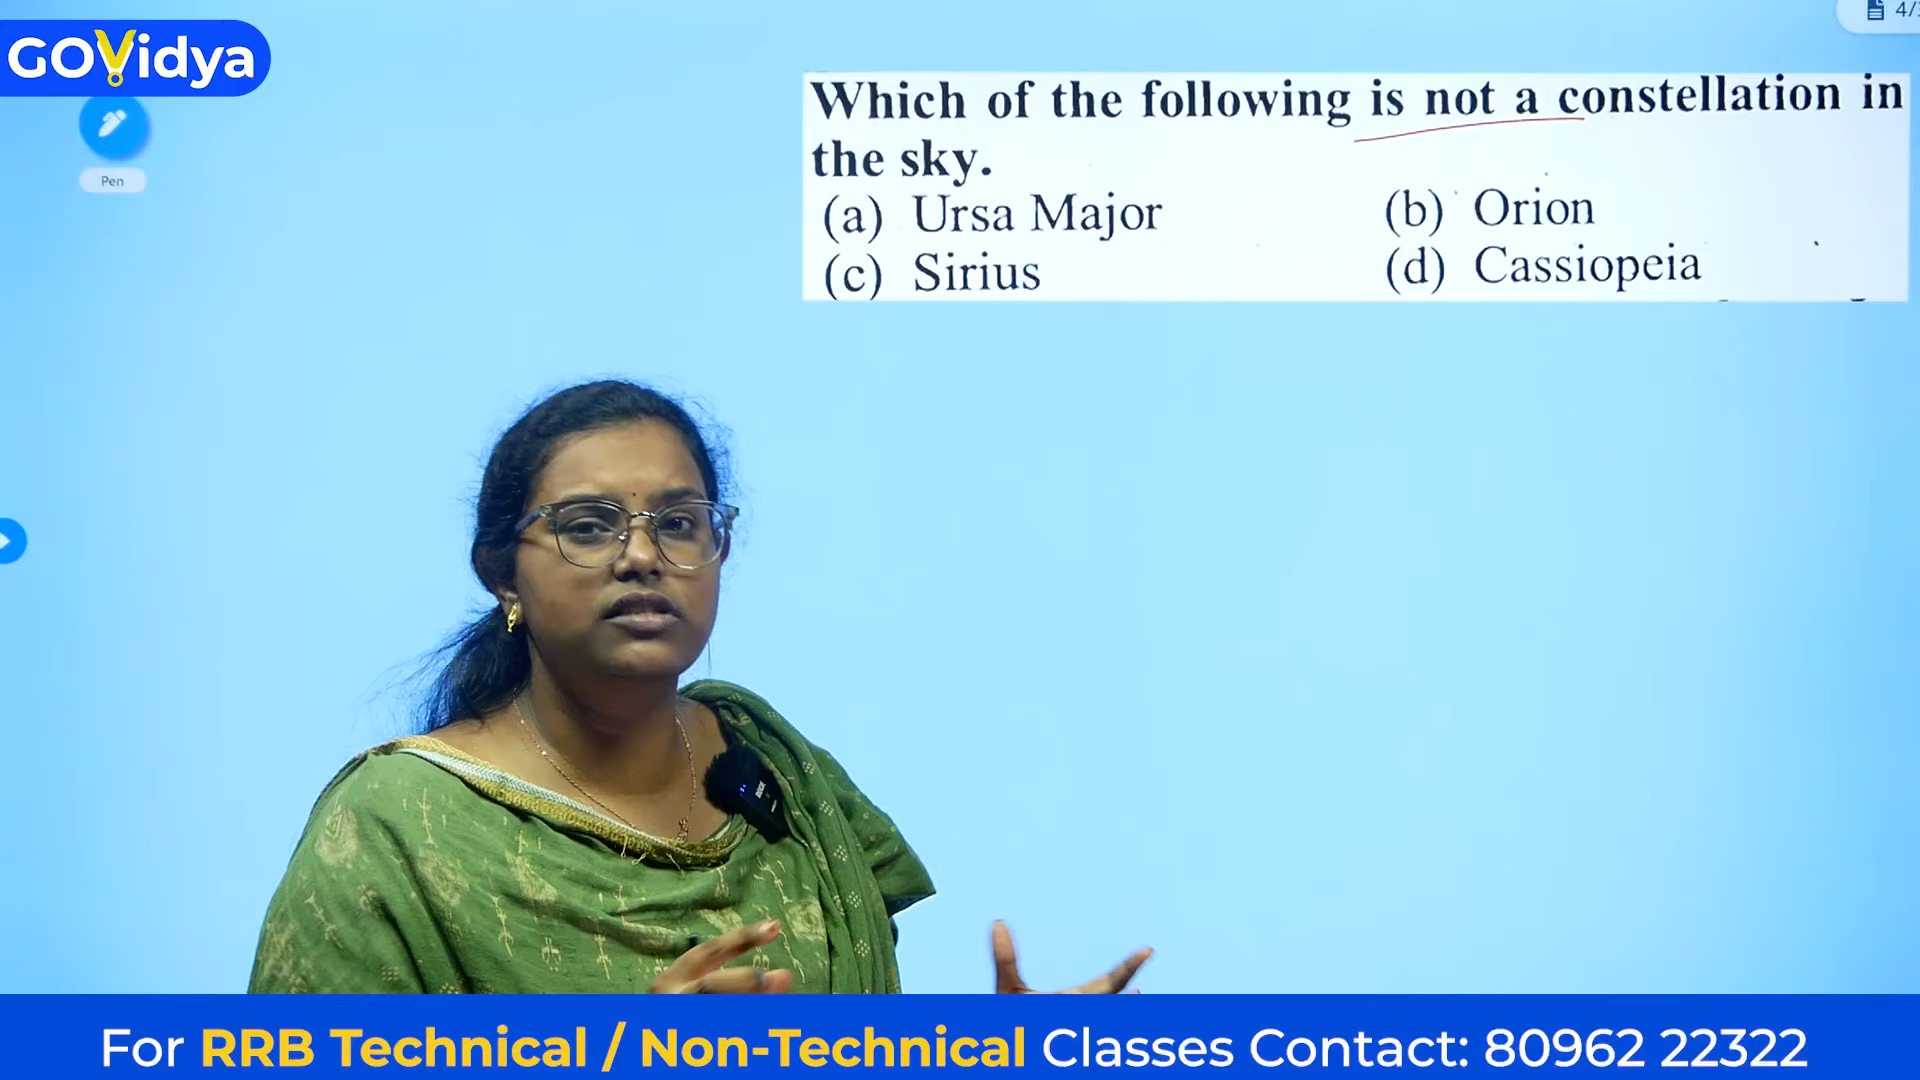 GOVidya
4/
Pen
Which of the following is not a constellation in
the sky.
(a) Ursa Major (b) Orion
(c) Sirius (d) Cassiopeia
For RRB Technical / Non-Technical Classes Contact: 80962 22322